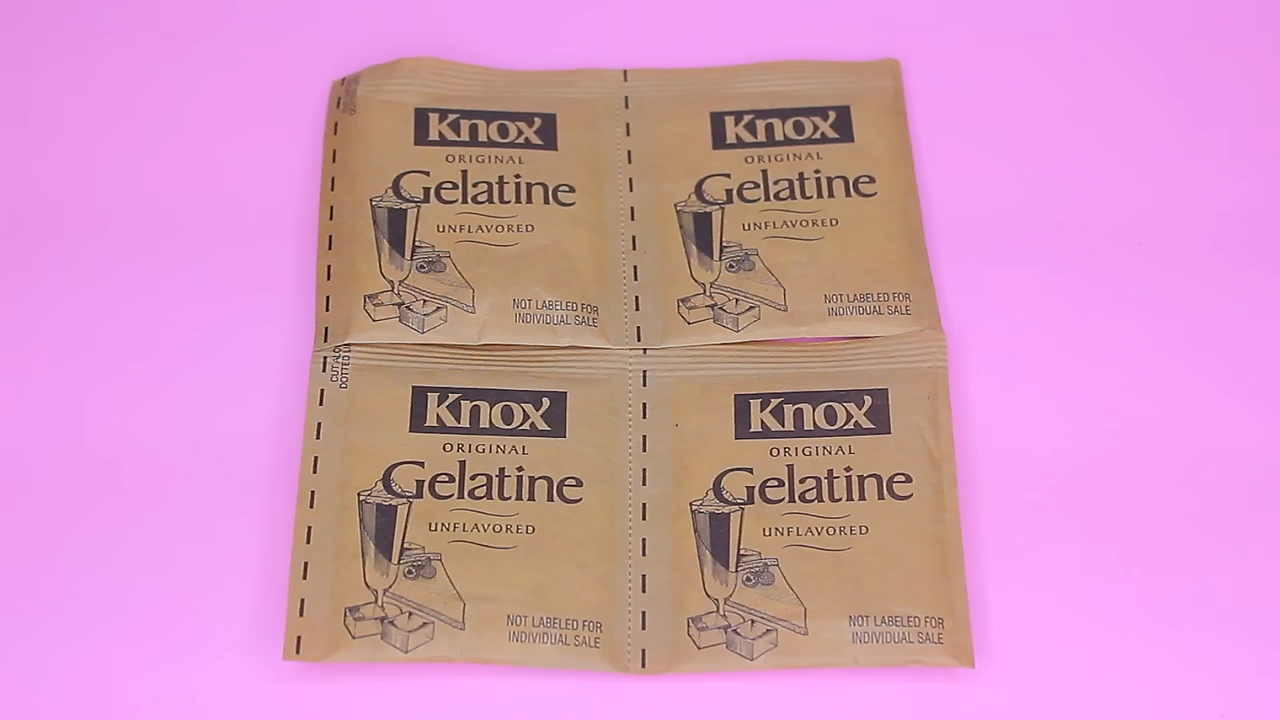 Knox
ORIGINAL
Gelatine
UNFLAVORED
NOT LABELED FOR
INDIVIDUAL SALE
Knox
ORIGINAL
Gelatine
UNFLAVORED
NOT LABELED FOR
INDIVIDUAL SALE
DOTTED
Knox
ORIGINAL
Gelatine
UNFLAVORED
NOT LABELED FOR
INDIVIDUAL SALE
Knox
ORIGINAL
Gelatine
UNFLAVORED
NOT LABELED FOR
INDIVIDUAL SALE